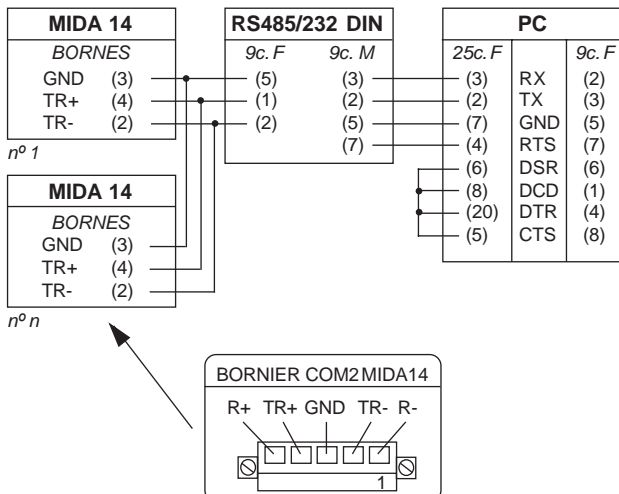 MIDA 14
BORNES
GND (3)
TR+ (4)
TR- (2)
nº 1
MIDA 14
BORNES
GND (3)
TR+ (4)
TR- (2)
nº n
RS485/232 DIN
9c. F 9c. M
(5) (3)
(1) (2)
(2) (5)
(7)
PC
25c. F 9c. F
(3) RX (2)
(2) TX (3)
(7) GND (5)
(4) RTS (7)
(6) DSR (6)
(8) DCD (1)
(20) DTR (4)
(5) CTS (8)
BORNIER COM2 MIDA14
R+ TR+ GND TR- R-
1